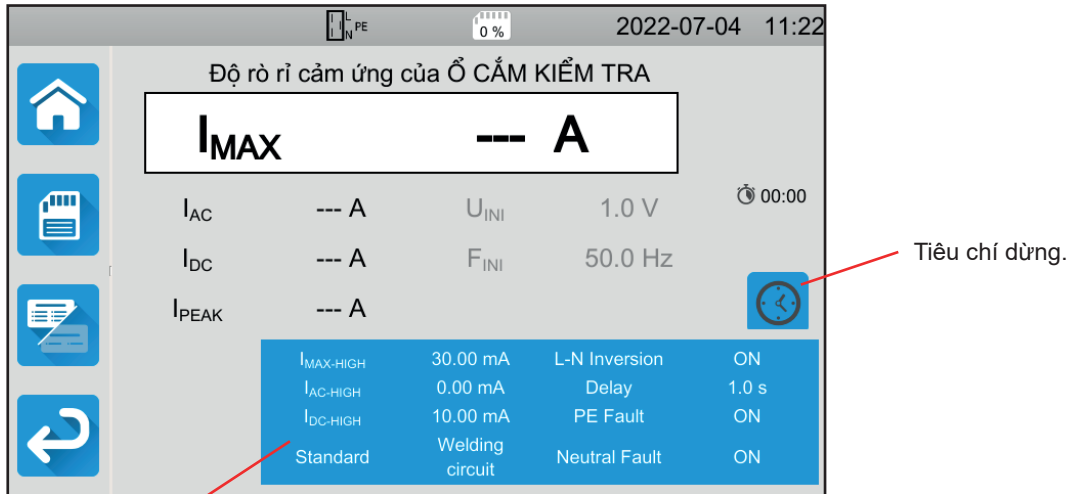 L
N PE
0 %
2022-07-04 11:22
Độ rò rỉ cảm ứng của Ổ CẮM KIỂM TRA
IMAX --- A
IAC --- A UINI 1.0 V
00:00
IDC --- A FINI 50.0 Hz
Tiêu chí dừng.
IPEAK --- A
IMAX-HIGH 30.00 mA L-N Inversion ON
IAC-HIGH 0.00 mA Delay 1.0 s
IDC-HIGH 10.00 mA PE Fault ON
Standard Welding circuit Neutral Fault ON